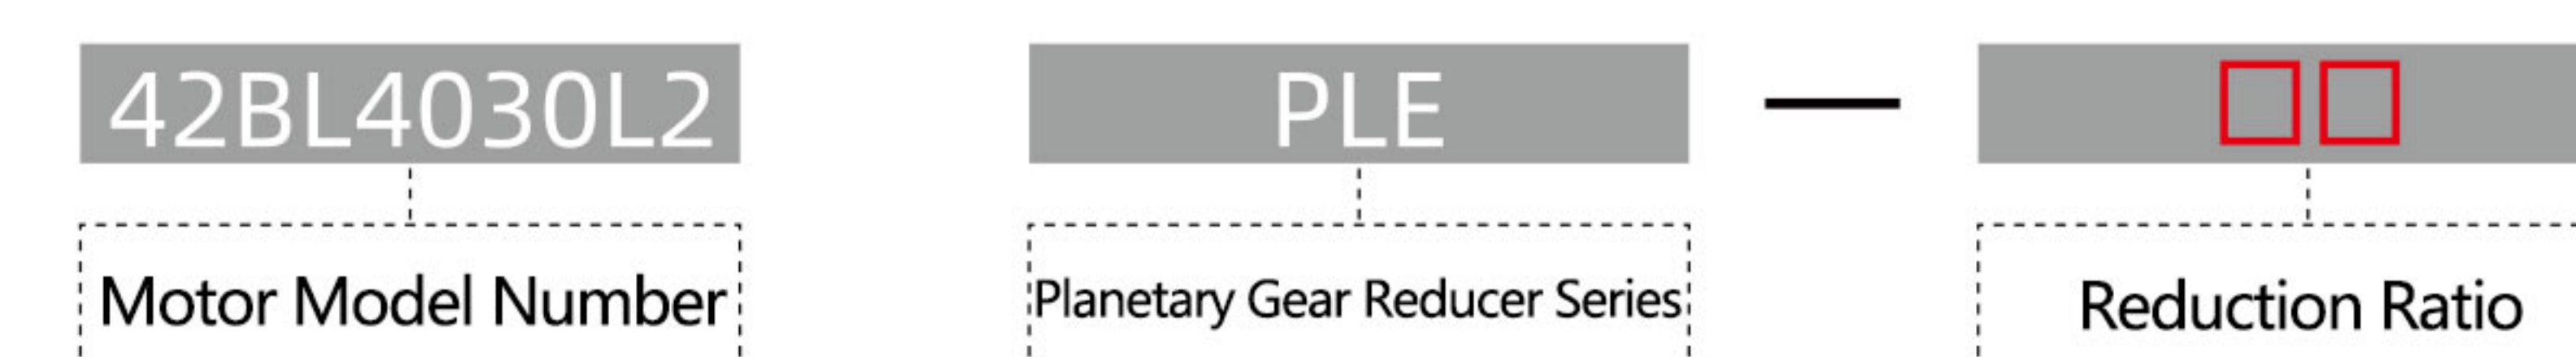 42BL4030L2 PLE — □□
Motor Model Number Planetary Gear Reducer Series Reduction Ratio